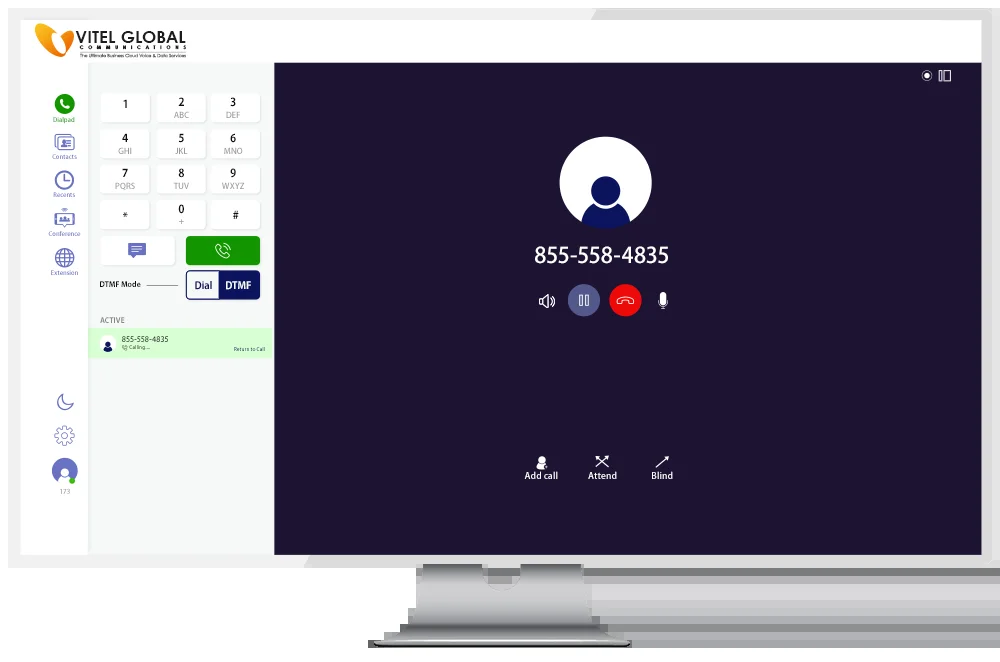 VITEL GLOBAL
COMMUNICATIONS
The Ultimate Business Cloud Voice & Data Services
Dialpad
Contacts
Recents
Conference
Extension
173
1
2
ABC
3
DEF
4
GHI
5
JKL
6
MNO
7
PQRS
8
TUV
9
WXYZ
*
0
+
#
DTMF Mode
Dial
DTMF
ACTIVE
855-558-4835
Calling...
Return to Call
855-558-4835
Add call
Attend
Blind